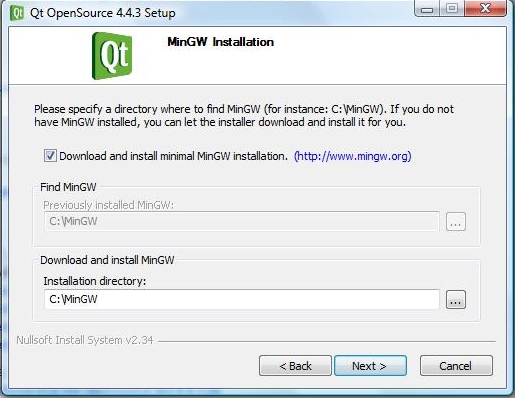 Qt OpenSource 4.4.3 Setup
Qt
MinGW Installation
Please specify a directory where to find MinGW (for instance: C:\MinGW). If you do not
have MinGW installed, you can let the installer download and install it for you.
Download and install minimal MinGW installation. (http://www.mingw.org)
Find MinGW
Previously installed MinGW:
C:\MinGW
...
Download and install MinGW
Installation directory:
C:\MinGW
...
Nullsoft Install System v2.34
< Back
Next >
Cancel